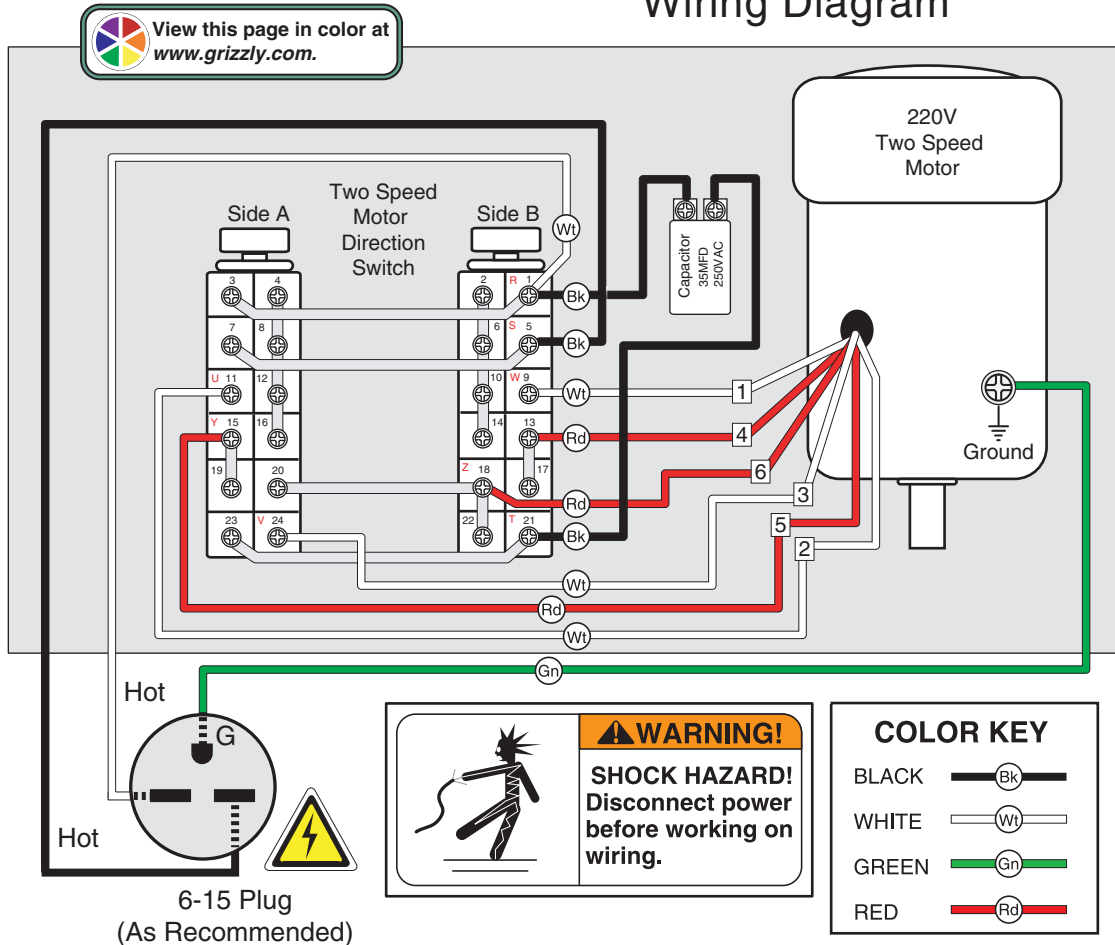 Wiring Diagram
View this page in color at
www.grizzly.com.
220V
Two Speed
Motor
Two Speed
Motor
Direction
Switch
Side A
Side B
Wt
Capacitor
35MFD
250VAC
3 4
2 R 1
Bk
7 8
6 S 5
Bk
U 11 12
10 W 9
Wt
1
Y 15 16
14 13
Rd
4
19 20
Z 18 17
Rd
6
3
23 V 24
22 T 21
Bk
5
2
Wt
Rd
Wt
Ground
Gn
Hot
G
Hot
6-15 Plug
(As Recommended)
WARNING!
SHOCK HAZARD!
Disconnect power
before working on
wiring.
COLOR KEY
BLACK Bk
WHITE Wt
GREEN Gn
RED Rd